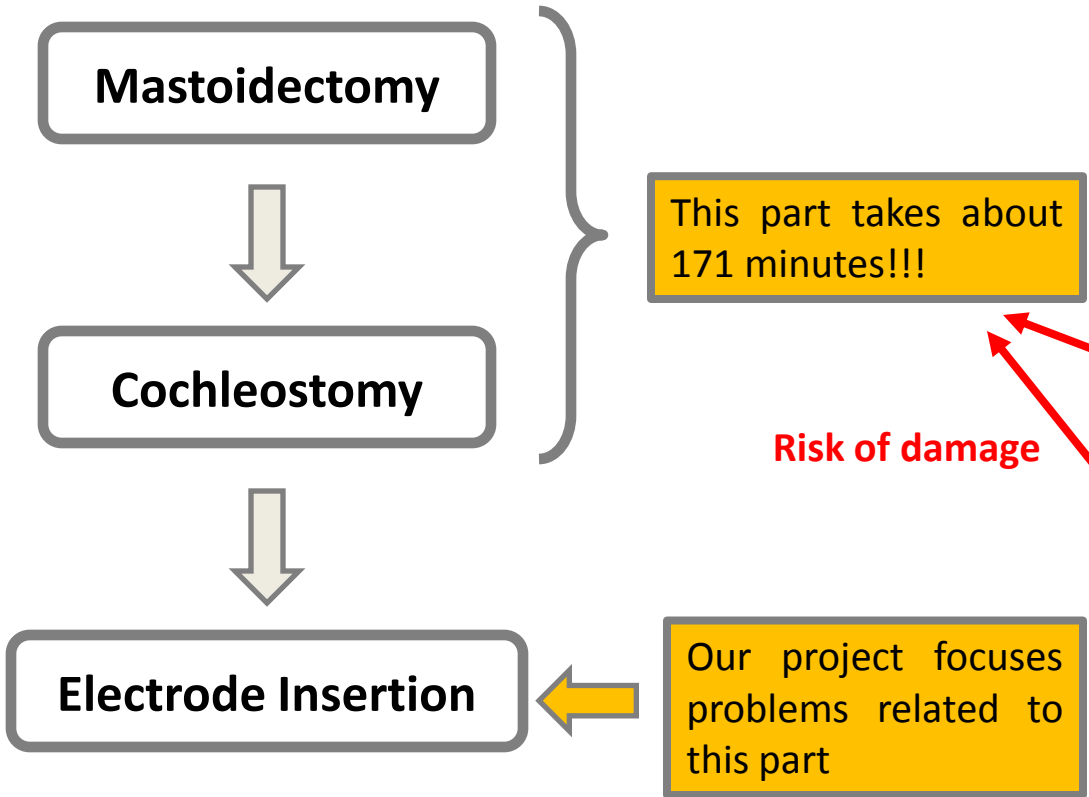 Mastoidectomy
This part takes about
171 minutes!!!
Cochleostomy
Risk of damage
Electrode Insertion
Our project focuses
problems related to
this part